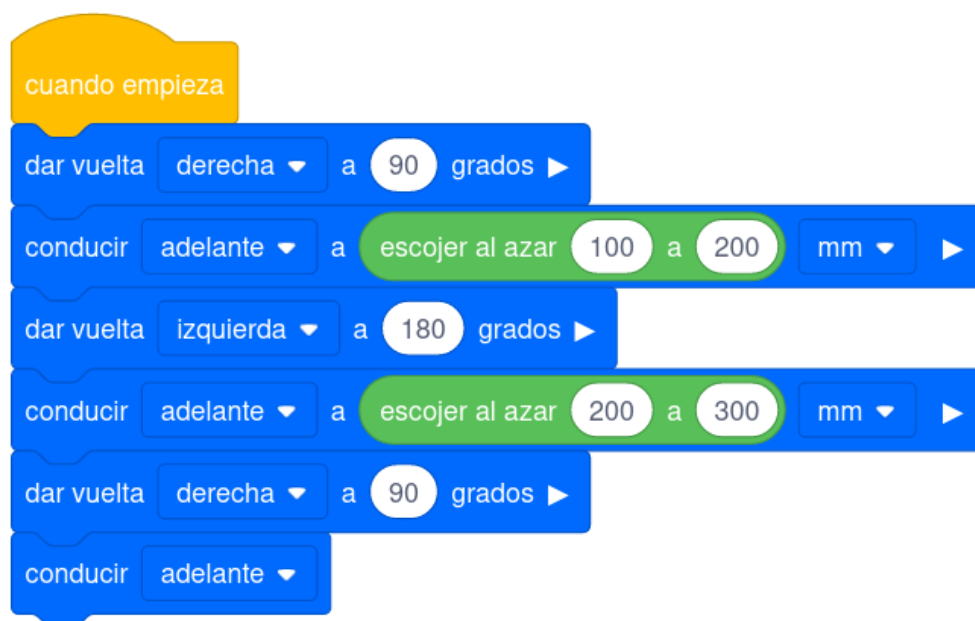 cuando empieza
dar vuelta derecha a 90 grados
conducir adelante a escojer al azar 100 a 200 mm
dar vuelta izquierda a 180 grados
conducir adelante a escojer al azar 200 a 300 mm
dar vuelta derecha a 90 grados
conducir adelante